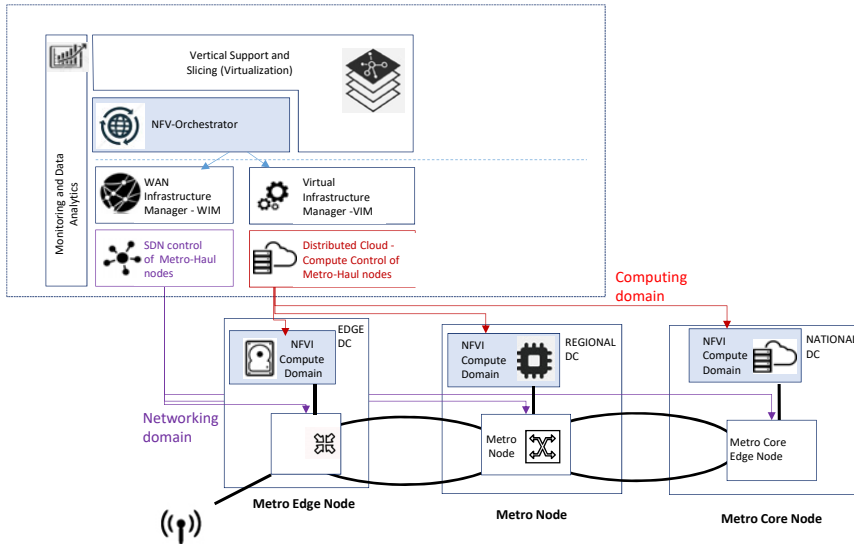 Vertical Support and
Slicing (Virtualization)
NFV-Orchestrator
Monitoring and Data
Analytics
WAN
Infrastructure
Manager - WIM
Virtual
Infrastructure
Manager -VIM
SDN control
of Metro-Haul
nodes
Distributed Cloud -
Compute Control of
Metro-Haul nodes
Computing
domain
EDGE
DC
NFVI
Compute
Domain
REGIONAL
DC
NFVI
Compute
Domain
NATIONAL
DC
NFVI
Compute
Domain
Networking
domain
Metro
Node
Metro Core
Edge Node
Metro Edge Node
Metro Node
Metro Core Node